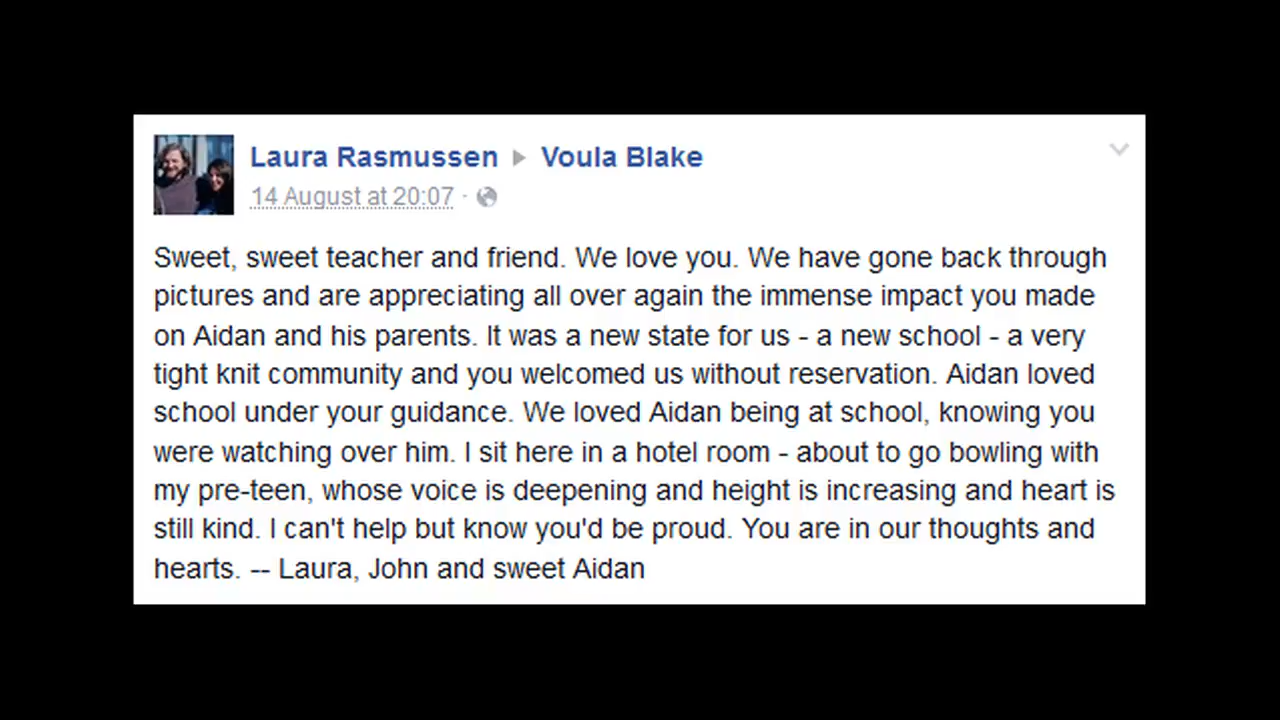 Laura Rasmussen ▶ Voula Blake
14 August at 20:07 ·
Sweet, sweet teacher and friend. We love you. We have gone back through
pictures and are appreciating all over again the immense impact you made
on Aidan and his parents. It was a new state for us - a new school - a very
tight knit community and you welcomed us without reservation. Aidan loved
school under your guidance. We loved Aidan being at school, knowing you
were watching over him. I sit here in a hotel room - about to go bowling with
my pre-teen, whose voice is deepening and height is increasing and heart is
still kind. I can't help but know you'd be proud. You are in our thoughts and
hearts. -- Laura, John and sweet Aidan